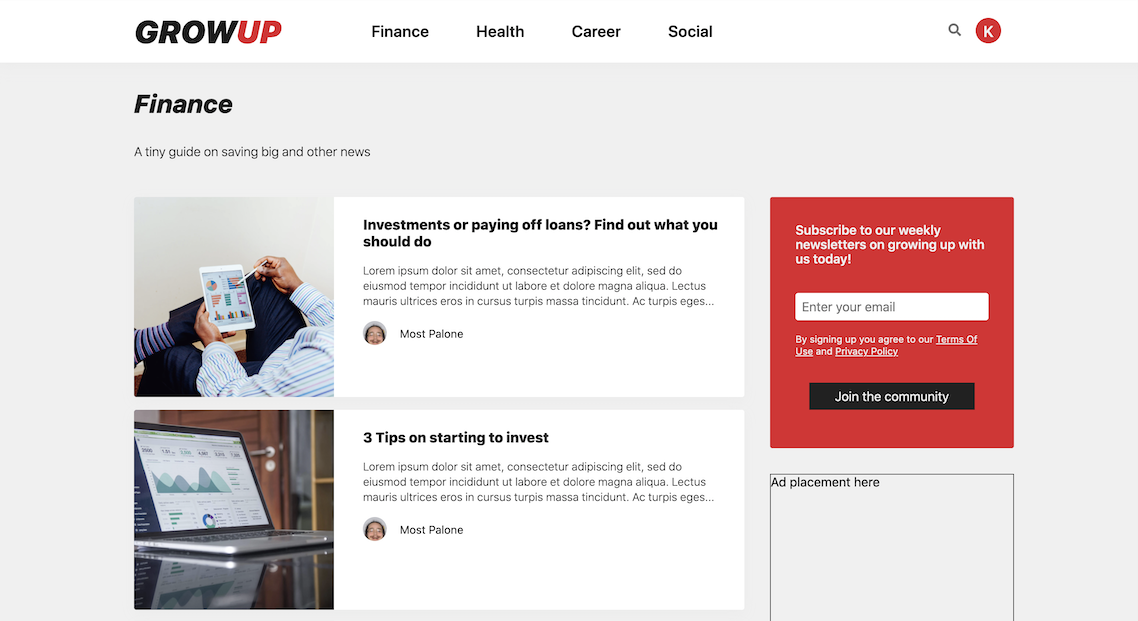 GROWUP
Finance
Health
Career
Social
K
Finance
A tiny guide on saving big and other news
Investments or paying off loans? Find out what you
should do
Lorem ipsum dolor sit amet, consectetur adipiscing elit, sed do
eiusmod tempor incididunt ut labore et dolore magna aliqua. Lectus
mauris ultrices eros in cursus turpis massa tincidunt. Ac turpis eges...
Most Palone
3 Tips on starting to invest
Lorem ipsum dolor sit amet, consectetur adipiscing elit, sed do
eiusmod tempor incididunt ut labore et dolore magna aliqua. Lectus
mauris ultrices eros in cursus turpis massa tincidunt. Ac turpis eges...
Most Palone
Subscribe to our weekly
newsletters on growing up with
us today!
Enter your email
By signing up you agree to our Terms Of
Use and Privacy Policy
Join the community
Ad placement here